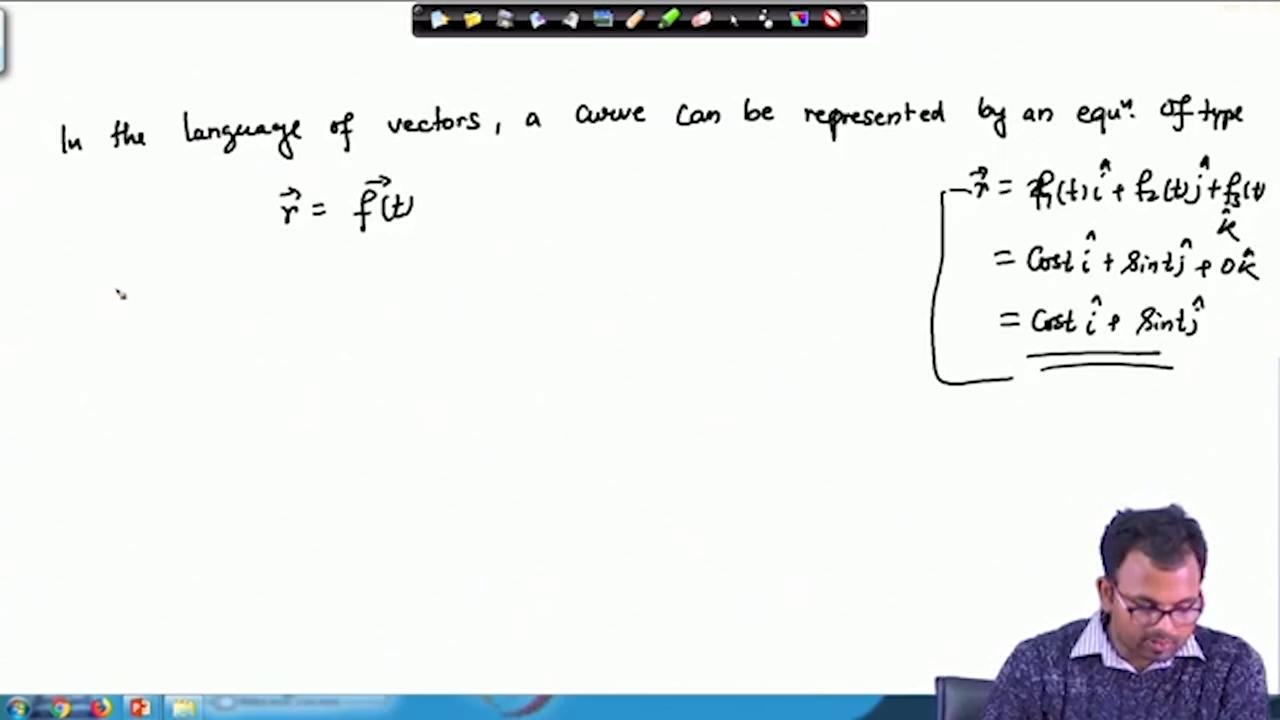 In the language of vectors, a curve can be represented by an equⁿ. of type
r⃗ = f⃗(t)
r⃗ = f₁(t)î + f₂(t)ĵ + f₃(t)
k̂
= Cost î + Sint ĵ + 0k̂
= Cost î + Sint ĵ